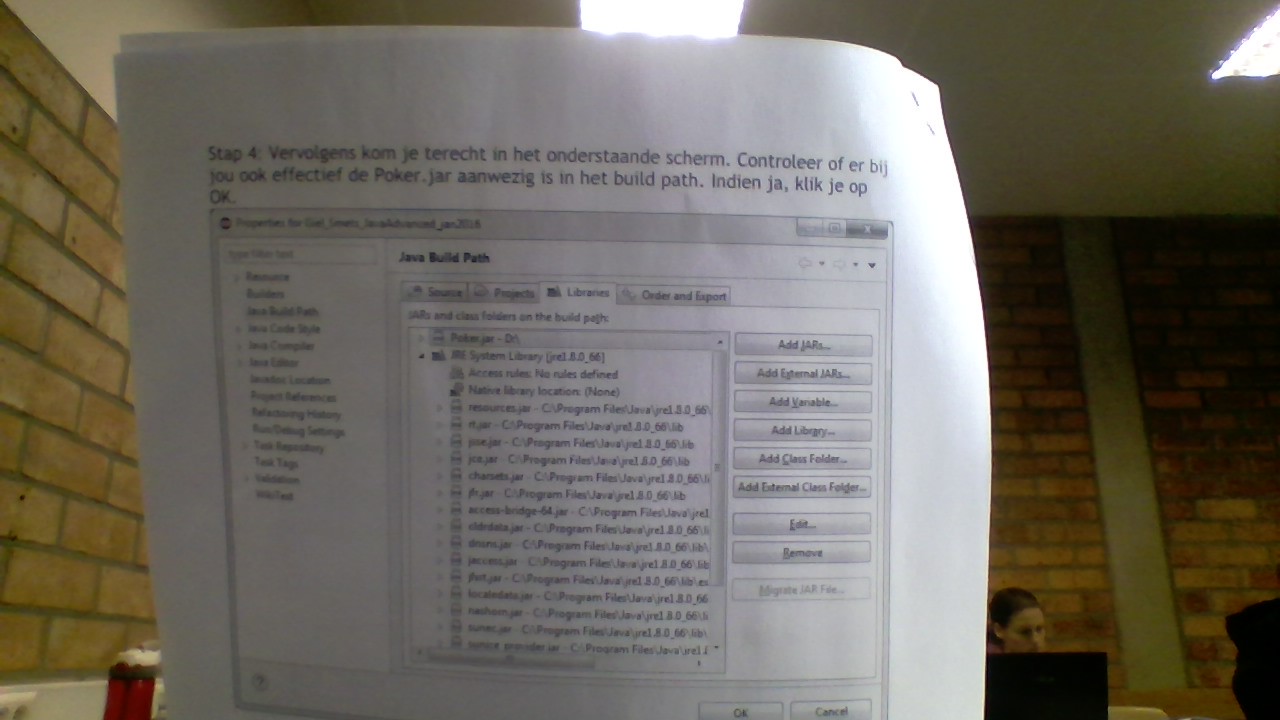 Stap 4: Vervolgens kom je terecht in het onderstaande scherm. Controleer of er bij
jou ook effectief de Poker.jar aanwezig is in het build path. Indien ja, klik je op
OK.
Properties for Giel_Smets_JavaAdvanced_jan2016
type filter text
Resource
Builders
Java Build Path
Java Code Style
Java Compiler
Java Editor
Javadoc Location
Project References
Refactoring History
Run/Debug Settings
Task Repository
Task Tags
Validation
WikiText
Java Build Path
Source
Projects
Libraries
Order and Export
JARs and class folders on the build path:
Poker.jar - D:\
JRE System Library [jre1.8.0_66]
Access rules: No rules defined
Native library location: (None)
resources.jar - C:\Program Files\Java\jre1.8.0_66\
rt.jar - C:\Program Files\Java\jre1.8.0_66\lib
jsse.jar - C:\Program Files\Java\jre1.8.0_66\lib
jce.jar - C:\Program Files\Java\jre1.8.0_66\lib
charsets.jar - C:\Program Files\Java\jre1.8.0_66\li
jfr.jar - C:\Program Files\Java\jre1.8.0_66\lib
access-bridge-64.jar - C:\Program Files\Java\jre1
cldrdata.jar - C:\Program Files\Java\jre1.8.0_66\l
dnsns.jar - C:\Program Files\Java\jre1.8.0_66\lib\
jaccess.jar - C:\Program Files\Java\jre1.8.0_66\lib
jfxrt.jar - C:\Program Files\Java\jre1.8.0_66\lib\ex
localedata.jar - C:\Program Files\Java\jre1.8.0_66
nashorn.jar - C:\Program Files\Java\jre1.8.0_66\li
sunec.jar - C:\Program Files\Java\jre1.8.0_66\lib\
sunjce_provider.jar - C:\Program Files\Java\jre1.8
Add JARs...
Add External JARs...
Add Variable...
Add Library...
Add Class Folder...
Add External Class Folder...
Edit...
Remove
Migrate JAR File...
OK
Cancel